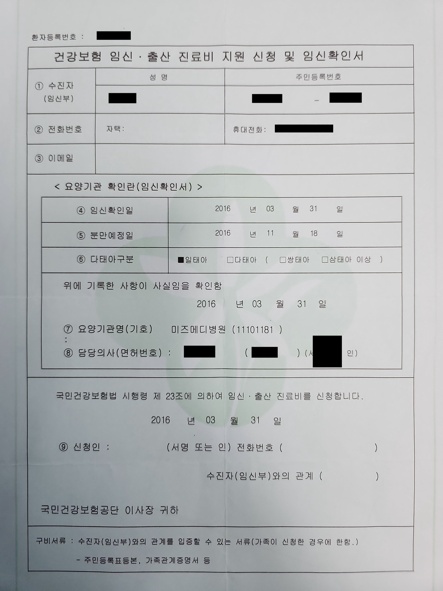 환자등록번호 :
건강보험 임신 · 출산 진료비 지원 신청 및 임신확인서
① 수진자
(임신부)
성 명
주민등록번호
–
② 전화번호
자택:
휴대전화:
③ 이메일
< 요양기관 확인란(임신확인서) >
④ 임신확인일
2016 년 03 월 31 일
⑤ 분만예정일
2016 년 11 월 18 일
⑥ 다태아구분
■일태아 □다태아 ( □쌍태아 □삼태아 이상 )
위에 기록한 사항이 사실임을 확인함
2016 년 03 월 31 일
⑦ 요양기관명(기호) 미즈메디병원 (11101181 )
:
⑧ 담당의사(면허번호) : ( ) (서 인)
국민건강보험법 시행령 제 23조에 의하여 임신 · 출산 진료비를 신청합니다.
2016 년 03 월 31 일
⑨ 신청인 : (서명 또는 인) 전화번호 ( )
수진자(임신부)와의 관계 ( )
국민건강보험공단 이사장 귀하
구비서류 : 수진자(임신부)와의 관계를 입증할 수 있는 서류(가족이 신청한 경우에 한함.)
– 주민등록표등본, 가족관계증명서 등